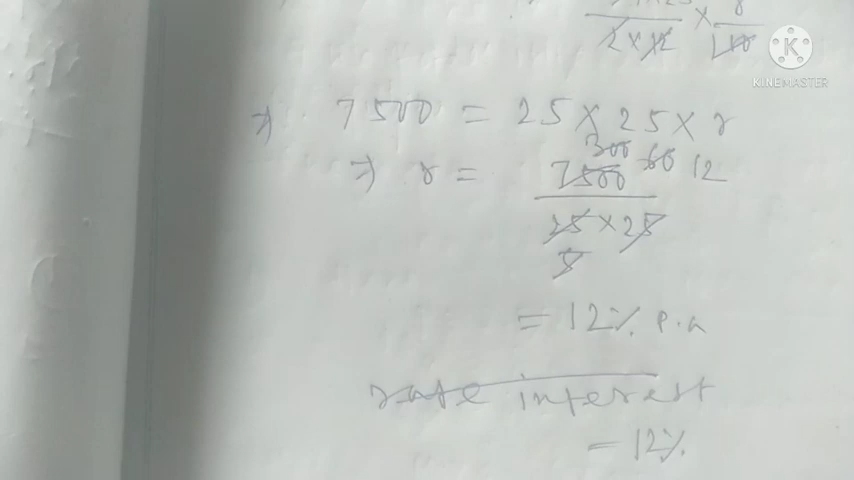 2 × 12 × r / 100
KINEMASTER
⇒ 7500 = 25 × 25 × r
300 60 12
⇒ r = 7500
25 × 25
5
= 12% p.a
rate interest
= 12%